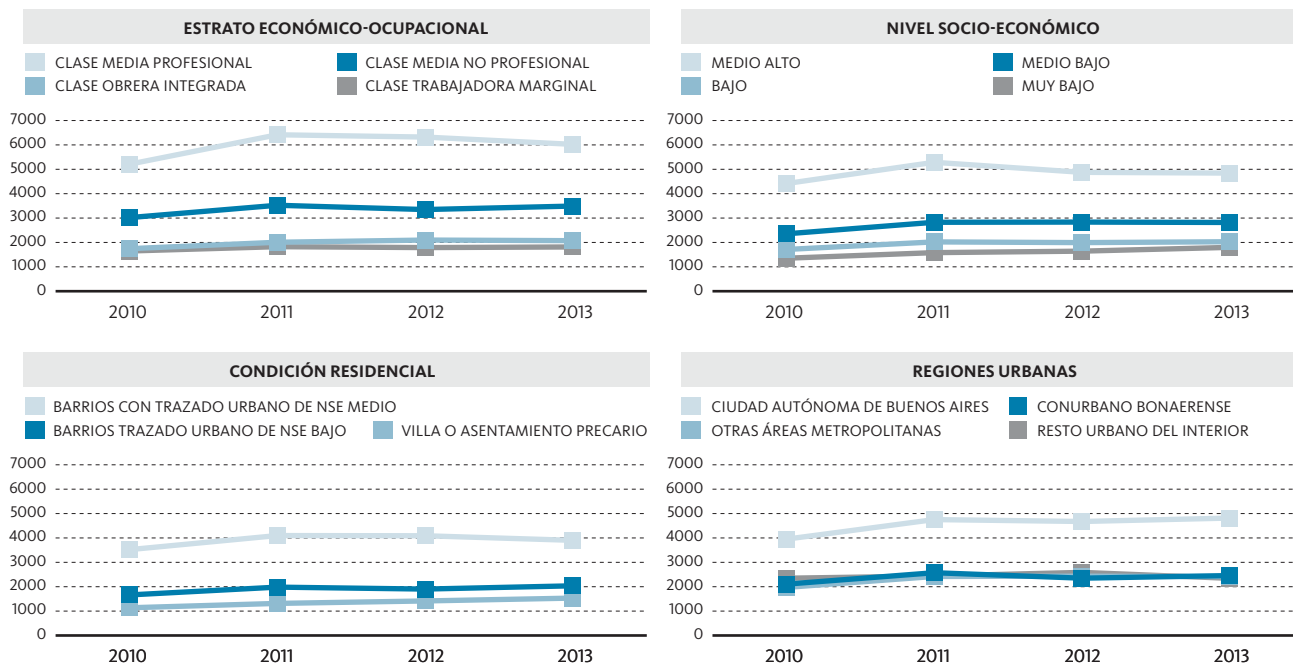 ESTRATO ECONÓMICO-OCUPACIONAL
CLASE MEDIA PROFESIONAL
CLASE MEDIA NO PROFESIONAL
CLASE OBRERA INTEGRADA
CLASE TRABAJADORA MARGINAL
7000
6000
5000
4000
3000
2000
1000
0
2010 2011 2012 2013
NIVEL SOCIO-ECONÓMICO
MEDIO ALTO
MEDIO BAJO
BAJO
MUY BAJO
7000
6000
5000
4000
3000
2000
1000
0
2010 2011 2012 2013
CONDICIÓN RESIDENCIAL
BARRIOS CON TRAZADO URBANO DE NSE MEDIO
BARRIOS TRAZADO URBANO DE NSE BAJO
VILLA O ASENTAMIENTO PRECARIO
7000
6000
5000
4000
3000
2000
1000
0
2010 2011 2012 2013
REGIONES URBANAS
CIUDAD AUTÓNOMA DE BUENOS AIRES
CONURBANO BONAERENSE
OTRAS ÁREAS METROPOLITANAS
RESTO URBANO DEL INTERIOR
7000
6000
5000
4000
3000
2000
1000
0
2010 2011 2012 2013